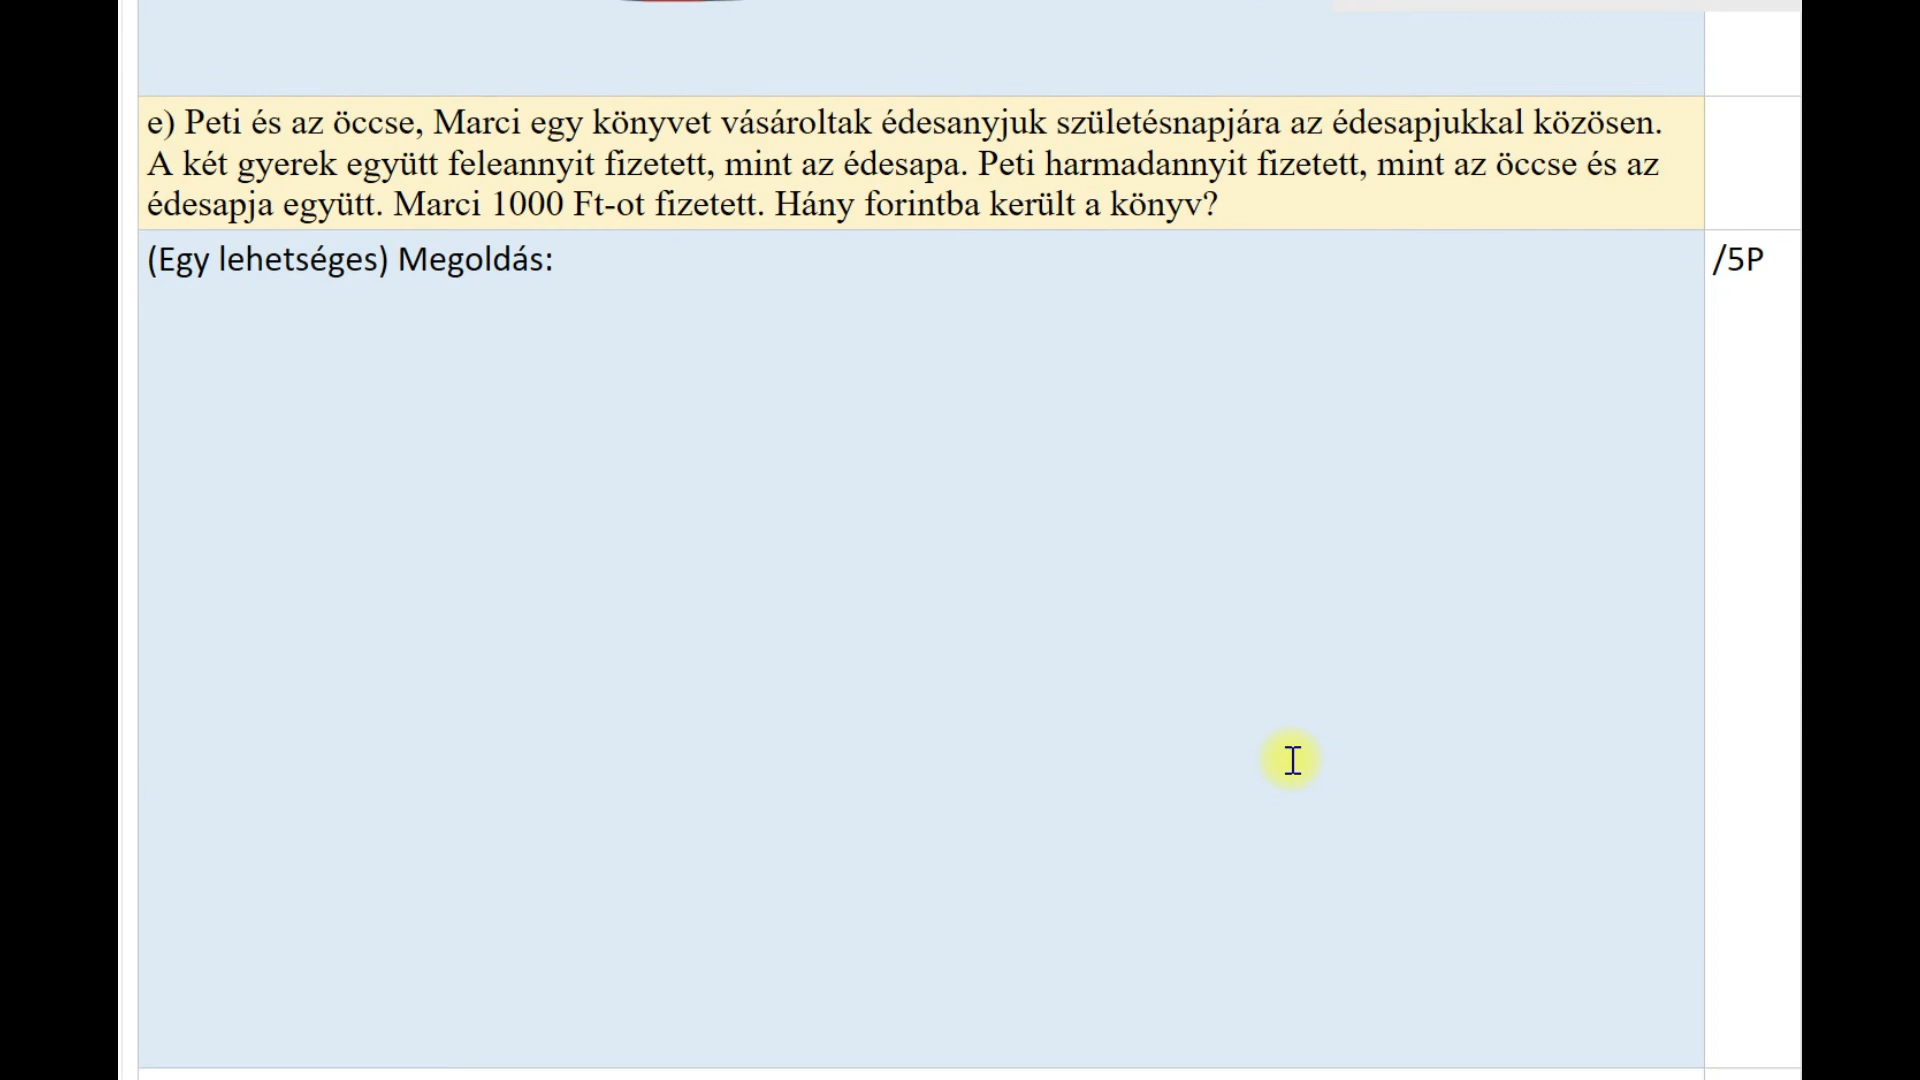 e) Peti és az öccse, Marci egy könyvet vásároltak édesanyjuk születésnapjára az édesapjukkal közösen.
A két gyerek együtt feleannyit fizetett, mint az édesapa. Peti harmadannyit fizetett, mint az öccse és az
édesapja együtt. Marci 1000 Ft-ot fizetett. Hány forintba került a könyv?
(Egy lehetséges) Megoldás:
/5P